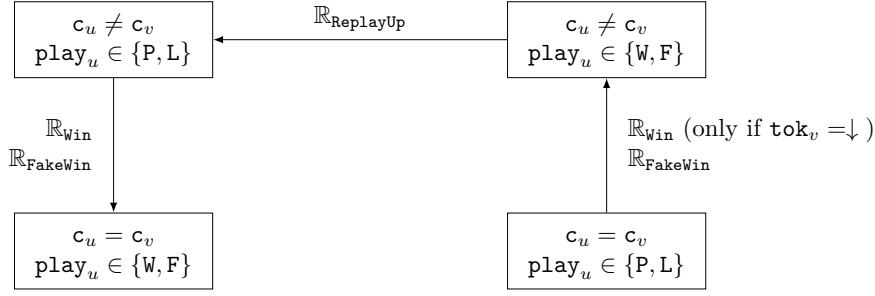 c_u ≠ c_v
play_u ∈ {P, L}
ℝ_ReplayUp
c_u ≠ c_v
play_u ∈ {W, F}
ℝ_Win
ℝ_FakeWin
ℝ_Win (only if tok_v =↓ )
ℝ_FakeWin
c_u = c_v
play_u ∈ {W, F}
c_u = c_v
play_u ∈ {P, L}